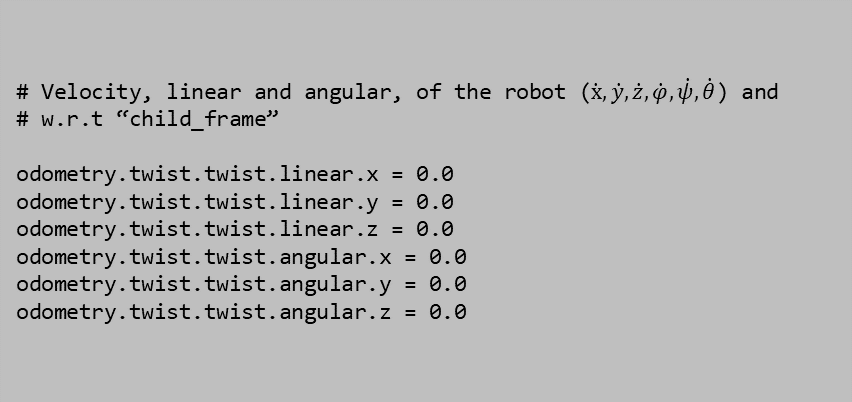 # Velocity, linear and angular, of the robot (ẋ,ẏ,ż,φ̇,ψ̇,θ̇) and
# w.r.t “child_frame”
odometry.twist.twist.linear.x = 0.0
odometry.twist.twist.linear.y = 0.0
odometry.twist.twist.linear.z = 0.0
odometry.twist.twist.angular.x = 0.0
odometry.twist.twist.angular.y = 0.0
odometry.twist.twist.angular.z = 0.0